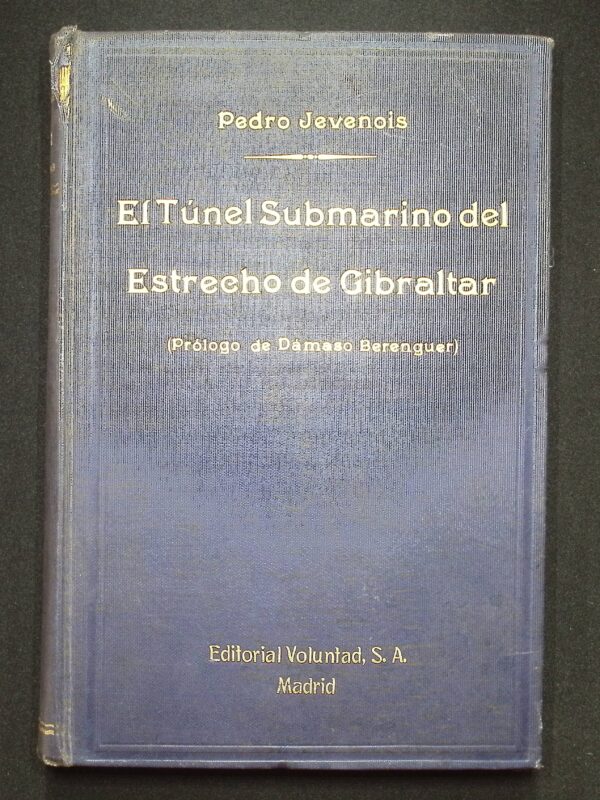 Pedro Jevenois
El Túnel Submarino del
Estrecho de Gibraltar
(Prólogo de Dámaso Berenguer)
Editorial Voluntad, S. A.
Madrid